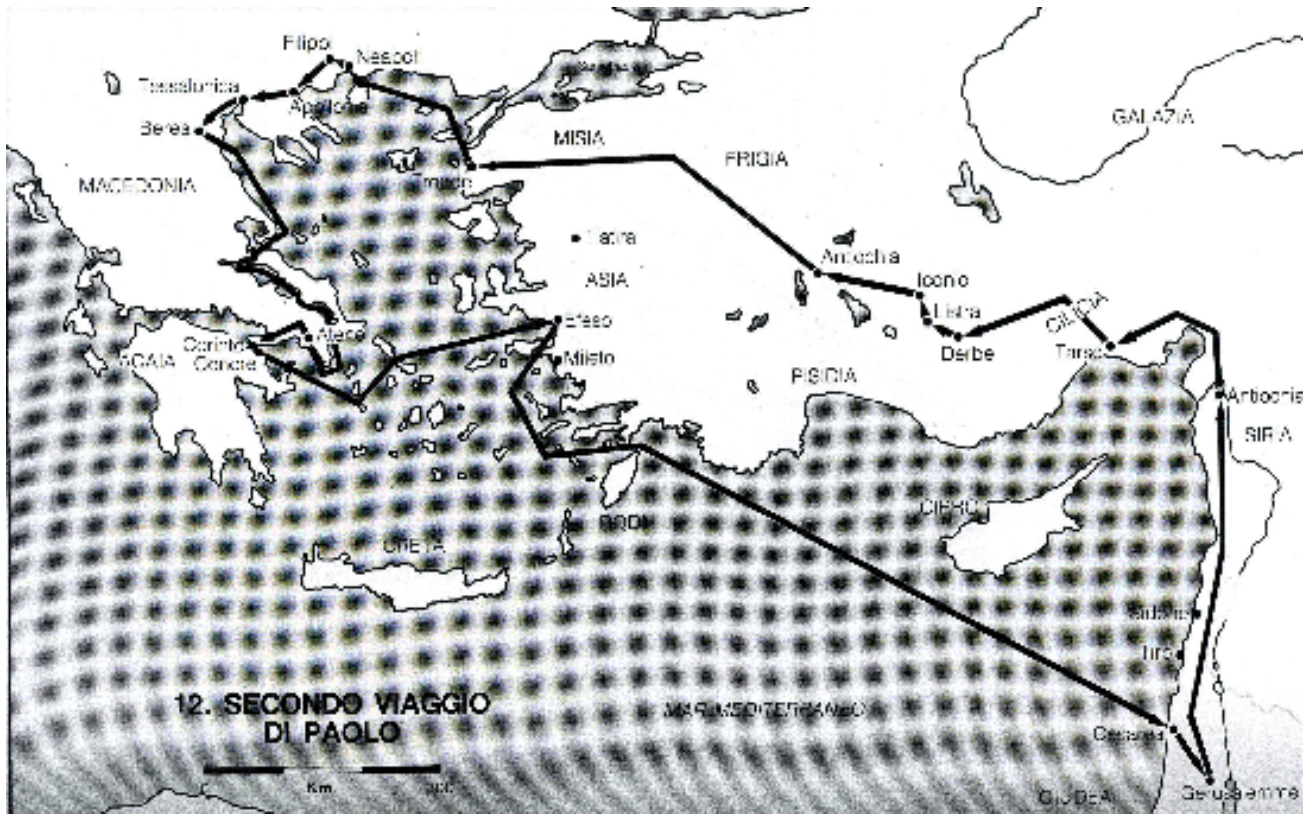 Filippi
Neapoli
Tessalonica
Apollonia
Berea
GALAZIA
MISIA
FRIGIA
MACEDONIA
Troade
Tiatira
Antiochia
ASIA
Iconio
Listra
CILICIA
Efeso
Atene
Corinto
Derbe
Tarso
ACAIA
Cencre
Mileto
PISIDIA
Antiochia
SIRIA
RODI
CIPRO
CRETA
Sidone
Tiro
12. SECONDO VIAGGIO
DI PAOLO
MAR MEDITERRANEO
Cesarea
Km
GIUDEA
Gerusalemme